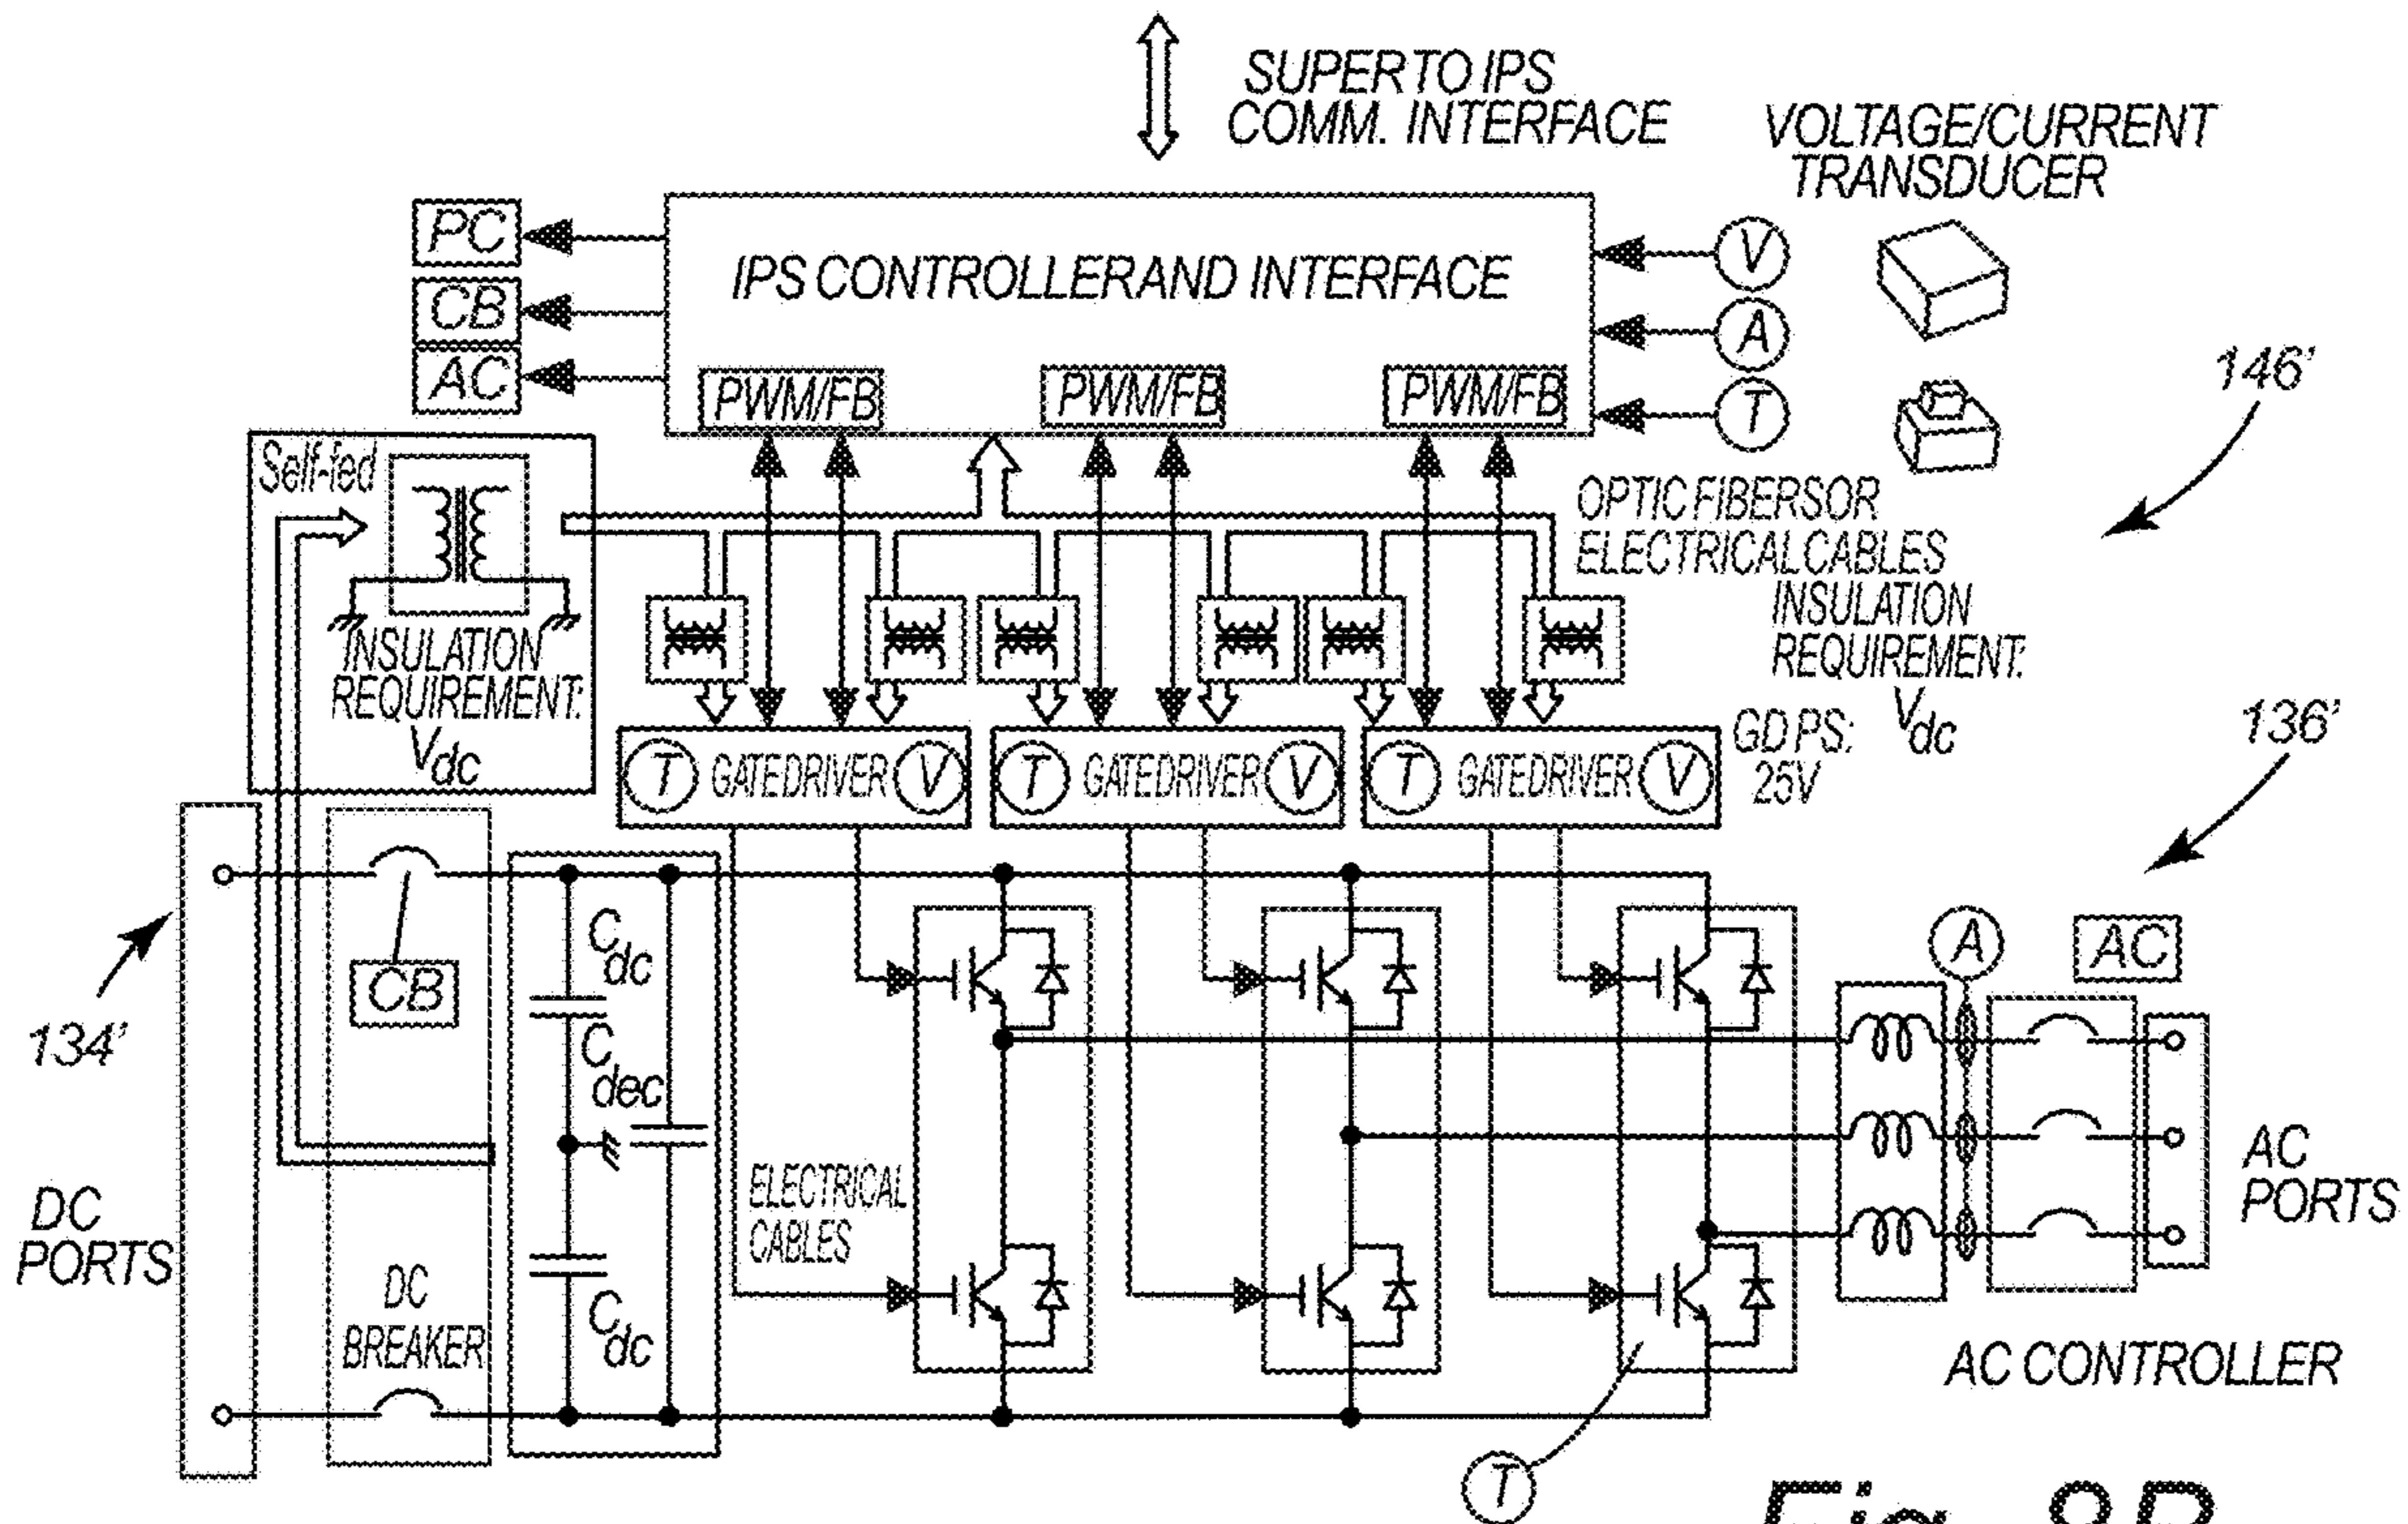 SUPER TO IPS
COMM. INTERFACE
VOLTAGE/CURRENT
TRANSDUCER
PC
CB
AC
IPS CONTROLLERAND INTERFACE
V
A
T
PWM/FB
PWM/FB
PWM/FB
146'
Self-fed
INSULATION
REQUIREMENT:
Vdc
OPTIC FIBERSOR
ELECTRICALCABLES
INSULATION
REQUIREMENT:
Vdc
T GATEDRIVER V
T GATEDRIVER V
T GATEDRIVER V
GD PS:
25V
136'
134'
CB
Cdc
Cdec
Cdc
A
AC
DC
PORTS
DC
BREAKER
ELECTRICAL
CABLES
AC
PORTS
AC CONTROLLER
T
Fig. 8B